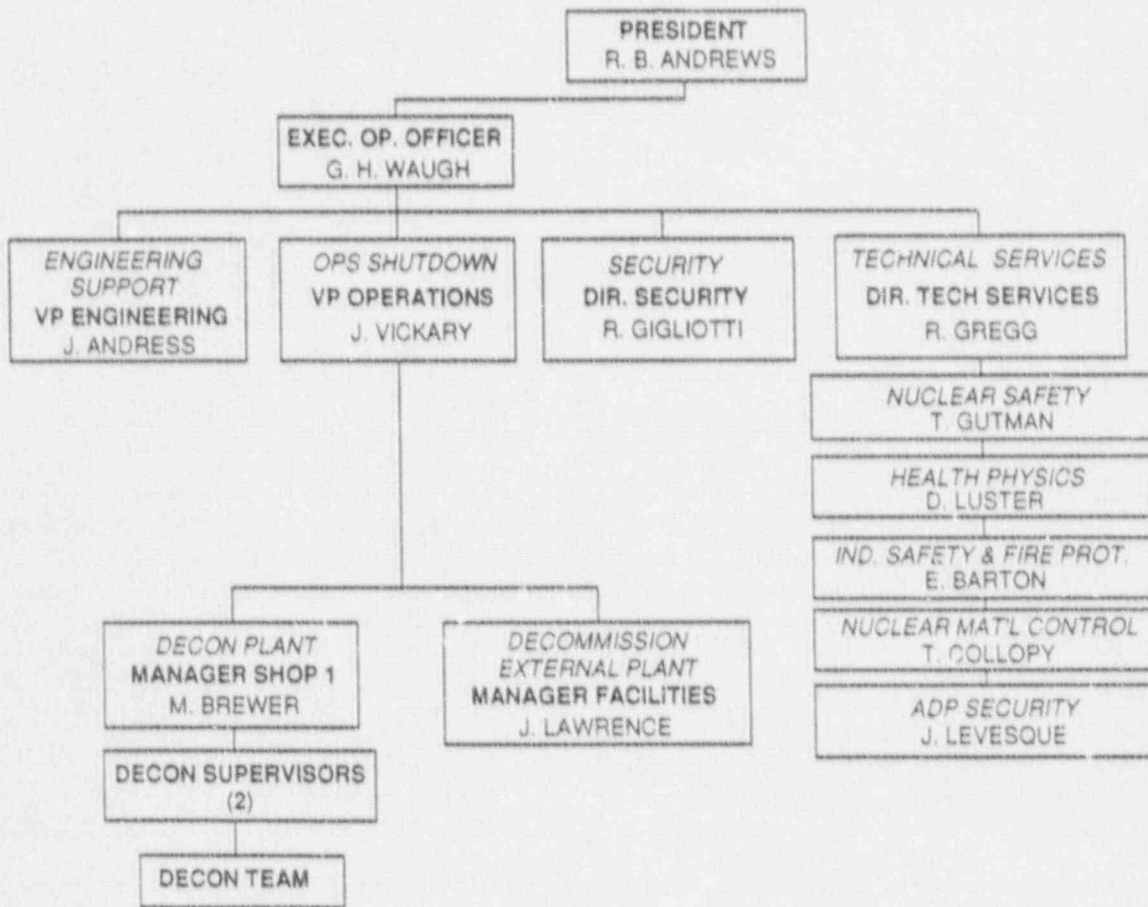 PRESIDENT
R. B. ANDREWS
EXEC. OP. OFFICER
G. H. WAUGH
ENGINEERING
SUPPORT
VP ENGINEERING
J. ANDRESS
OPS SHUTDOWN
VP OPERATIONS
J. VICKARY
SECURITY
DIR. SECURITY
R. GIGLIOTTI
TECHNICAL SERVICES
DIR. TECH SERVICES
R. GREGG
NUCLEAR SAFETY
T. GUTMAN
HEALTH PHYSICS
D. LUSTER
IND. SAFETY & FIRE PROT.
E. BARTON
NUCLEAR MAT'L CONTROL
T. COLLOPY
ADP SECURITY
J. LEVESQUE
DECON PLANT
MANAGER SHOP 1
M. BREWER
DECOMMISSION
EXTERNAL PLANT
MANAGER FACILITIES
J. LAWRENCE
DECON SUPERVISORS
(2)
DECON TEAM